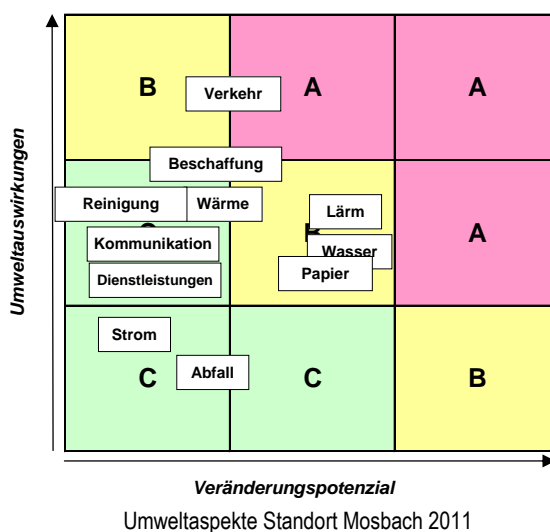 Umweltauswirkungen
B
A
A
Verkehr
Beschaffung
Reinigung
Wärme
Lärm
A
Kommunikation
Wasser
Dienstleistungen
Papier
Strom
Abfall
C
C
B
Veränderungspotenzial
Umweltaspekte Standort Mosbach 2011